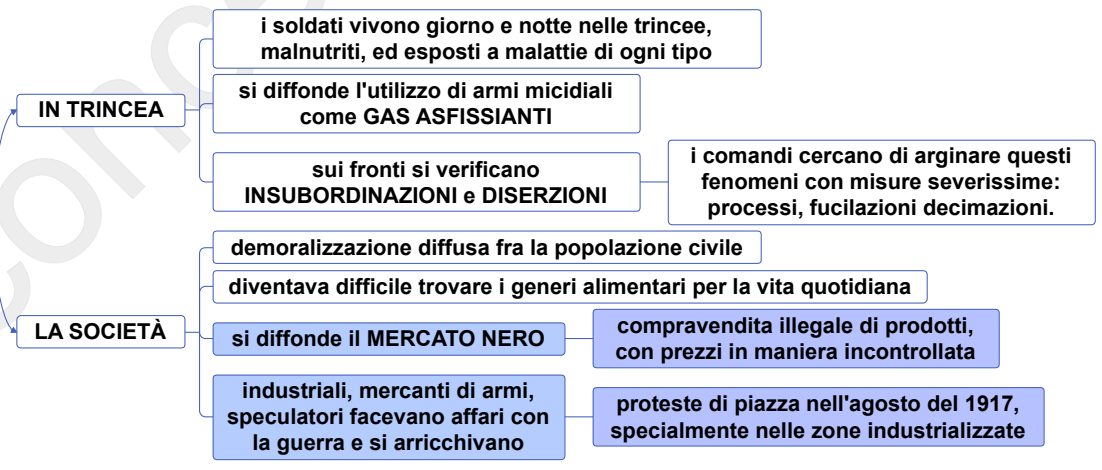 i soldati vivono giorno e notte nelle trincee,
malnutriti, ed esposti a malattie di ogni tipo
IN TRINCEA
si diffonde l'utilizzo di armi micidiali
come GAS ASFISSIANTI
sui fronti si verificano
INSUBORDINAZIONI e DISERZIONI
i comandi cercano di arginare questi
fenomeni con misure severissime:
processi, fucilazioni decimazioni.
LA SOCIETÀ
demoralizzazione diffusa fra la popolazione civile
diventava difficile trovare i generi alimentari per la vita quotidiana
si diffonde il MERCATO NERO
compravendita illegale di prodotti,
con prezzi in maniera incontrollata
industriali, mercanti di armi,
speculatori facevano affari con
la guerra e si arricchivano
proteste di piazza nell'agosto del 1917,
specialmente nelle zone industrializzate